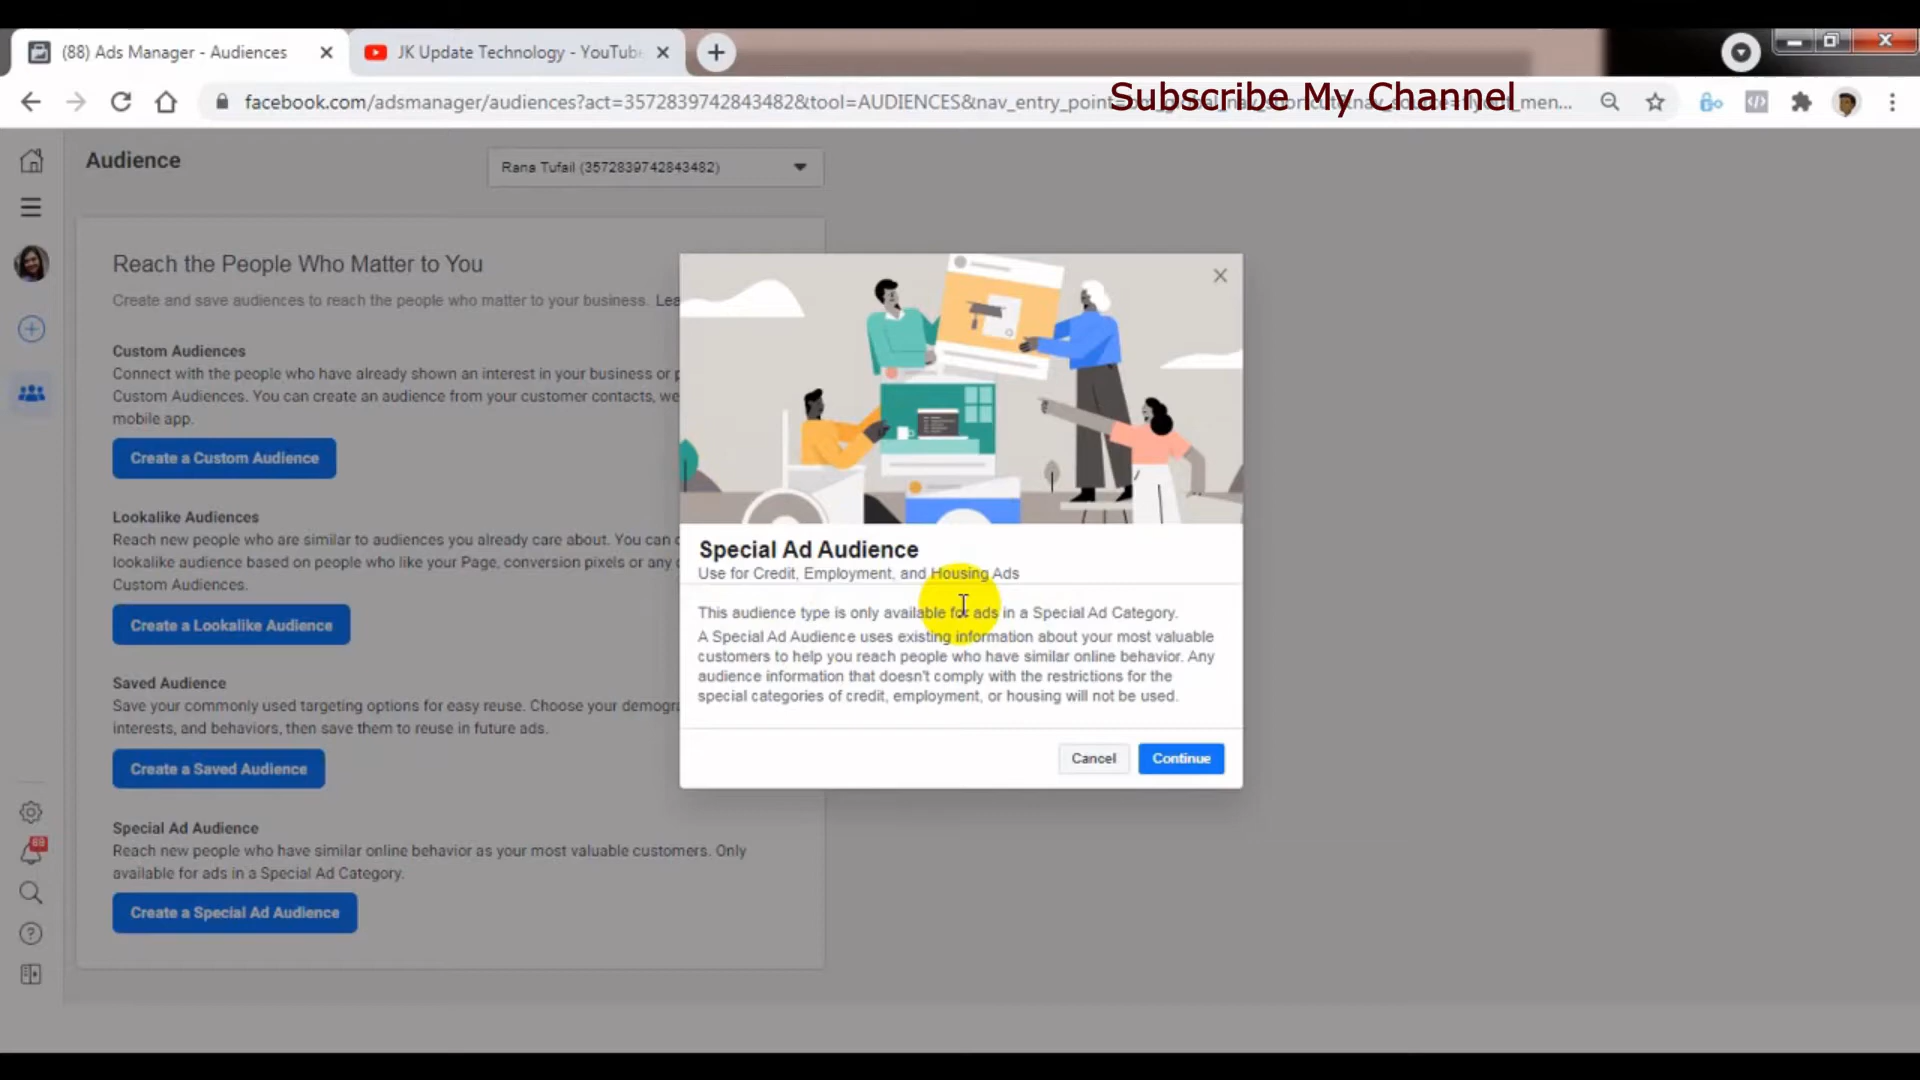 (88) Ads Manager - Audiences
JK Update Technology - YouTub
facebook.com/adsmanager/audiences?act=3572839742843482&tool=AUDIENCES&nav_entry_point=
Subscribe My Channel
Audience
Rana Tufail (3572839742843482)
Reach the People Who Matter to You
Create and save audiences to reach the people who matter to your business. Lea
Custom Audiences
Connect with the people who have already shown an interest in your business or p
Custom Audiences. You can create an audience from your customer contacts, we
mobile app.
Create a Custom Audience
Lookalike Audiences
Reach new people who are similar to audiences you already care about. You can c
lookalike audience based on people who like your Page, conversion pixels or any
Custom Audiences.
Create a Lookalike Audience
Saved Audience
Save your commonly used targeting options for easy reuse. Choose your demogra
interests, and behaviors, then save them to reuse in future ads.
Create a Saved Audience
Special Ad Audience
Reach new people who have similar online behavior as your most valuable customers. Only
available for ads in a Special Ad Category.
Create a Special Ad Audience
Special Ad Audience
Use for Credit, Employment, and Housing Ads
This audience type is only available for ads in a Special Ad Category.
A Special Ad Audience uses existing information about your most valuable
customers to help you reach people who have similar online behavior. Any
audience information that doesn't comply with the restrictions for the
special categories of credit, employment, or housing will not be used.
Cancel
Continue